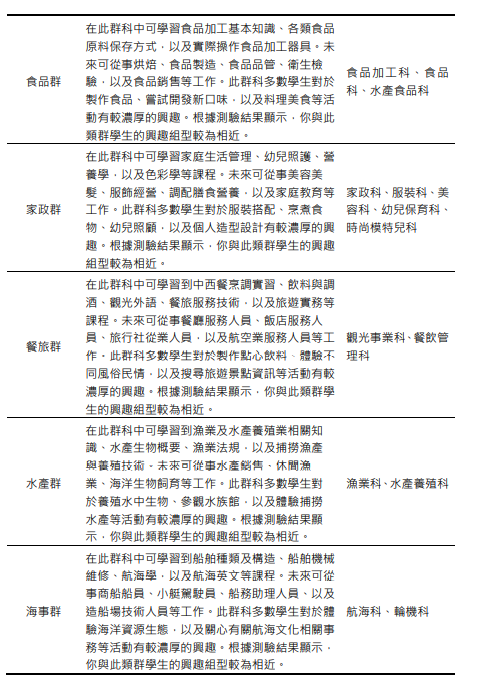 在此群科中可學習食品加工基本知識、各類食品
原料保存方式，以及實際操作食品加工器具。未
來可從事烘焙、食品製造、食品品管、衛生檢
食品群
驗，以及食品銷售等工作。此群科多數學生對於
製作食品、嘗試開發新口味，以及料理美食等活
動有較濃厚的興趣。根據測驗結果顯示，你與此
類群學生的興趣組型較為相近。
食品加工科、食品
科、水產食品科
在此群科中可學習家庭生活管理、幼兒照護、營
養學，以及色彩學等課程。未來可從事美容美
髮、服飾經營、調配膳食營養，以及家庭教育等
家政群
工作。此群科多數學生對於服裝搭配、烹煮食
物、幼兒照顧，以及個人造型設計有較濃厚的興
趣。根據測驗結果顯示，你與此類群學生的興趣
組型較為相近。
家政科、服裝科、美
容科、幼兒保育科、
時尚模特兒科
在此群科中可學習到中西餐烹調實習、飲料與調
酒、觀光外語、餐旅服務技術，以及旅遊實務等
課程。未來可從事餐廳服務人員、飯店服務人
餐旅群
員、旅行社從業人員，以及航空業服務人員等工
作。此群科多數學生對於製作點心飲料、體驗不
同風俗民情，以及搜尋旅遊景點資訊等活動有較
濃厚的興趣。根據測驗結果顯示，你與此類群學
生的興趣組型較為相近。
觀光事業科、餐飲管
理科
在此群科中可學習到漁業及水產養殖業相關知
識、水產生物概要、漁業法規，以及捕撈漁產
與養殖技術。未來可從事水產銷售、休閒漁
水產群
業、海洋生物飼育等工作。此群科多數學生對
於養殖水中生物、參觀水族館，以及體驗捕撈
水產等活動有較濃厚的興趣。根據測驗結果顯
示，你與此類群學生的興趣組型較為相近。
漁業科、水產養殖科
在此群科中可學習到船舶種類及構造、船舶機械
維修、航海學，以及航海英文等課程。未來可從
事商船船員、小艇駕駛員、船務助理人員、以及
海事群
造船場技術人員等工作。此群科多數學生對於體
驗海洋資源生態，以及關心有關航海文化相關事
務等活動有較濃厚的興趣。根據測驗結果顯示，
你與此類群學生的興趣組型較為相近。
航海科、輪機科